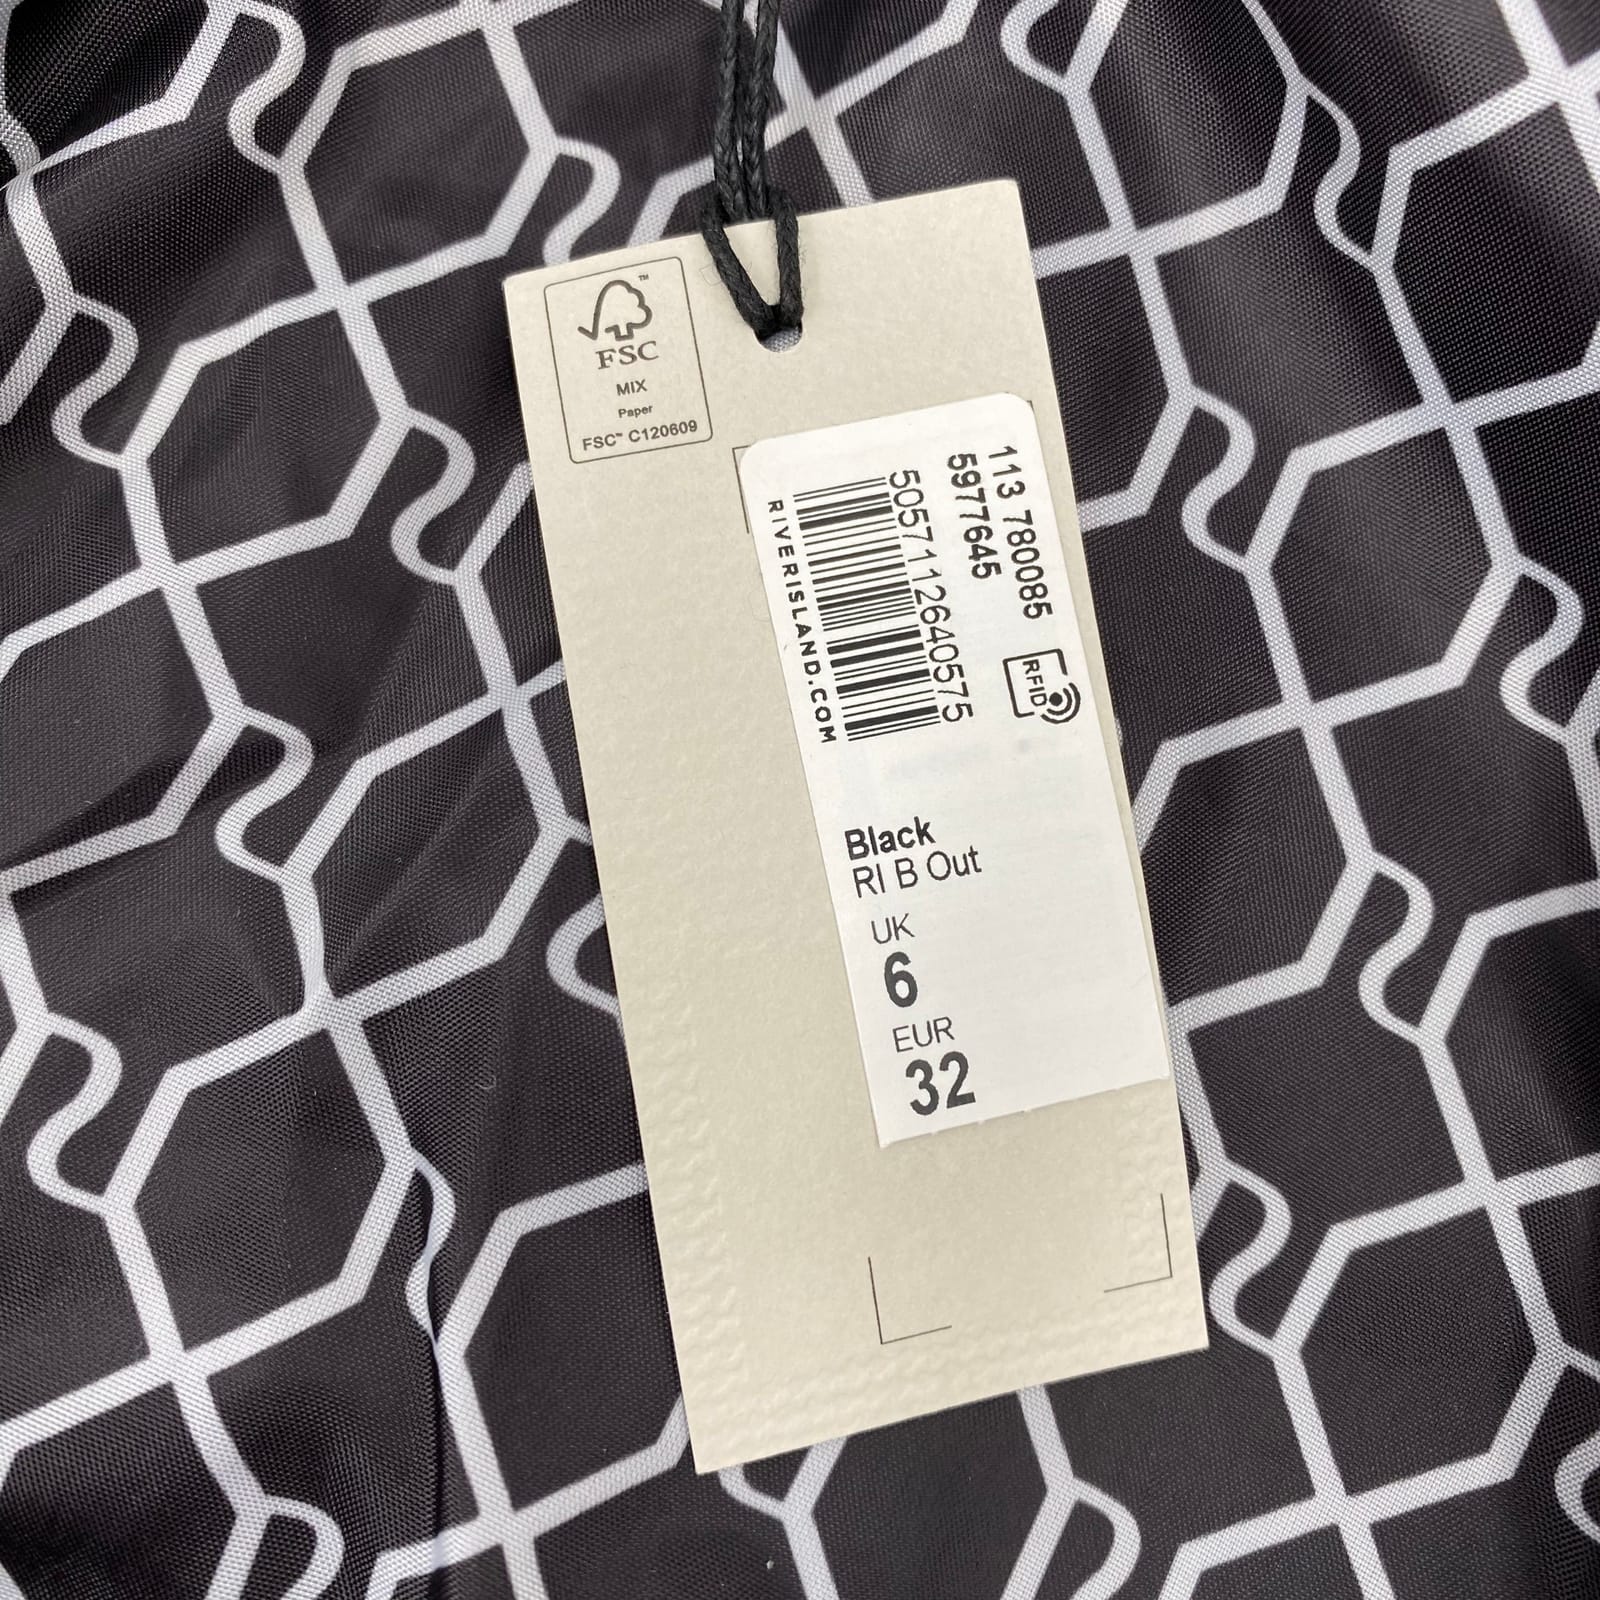 ™
FSC
MIX
Paper
FSC™ C120609
113 780085
5977645
5057112640575
RIVERISLAND.COM
RFID
Black
RI B Out
UK
6
EUR
32